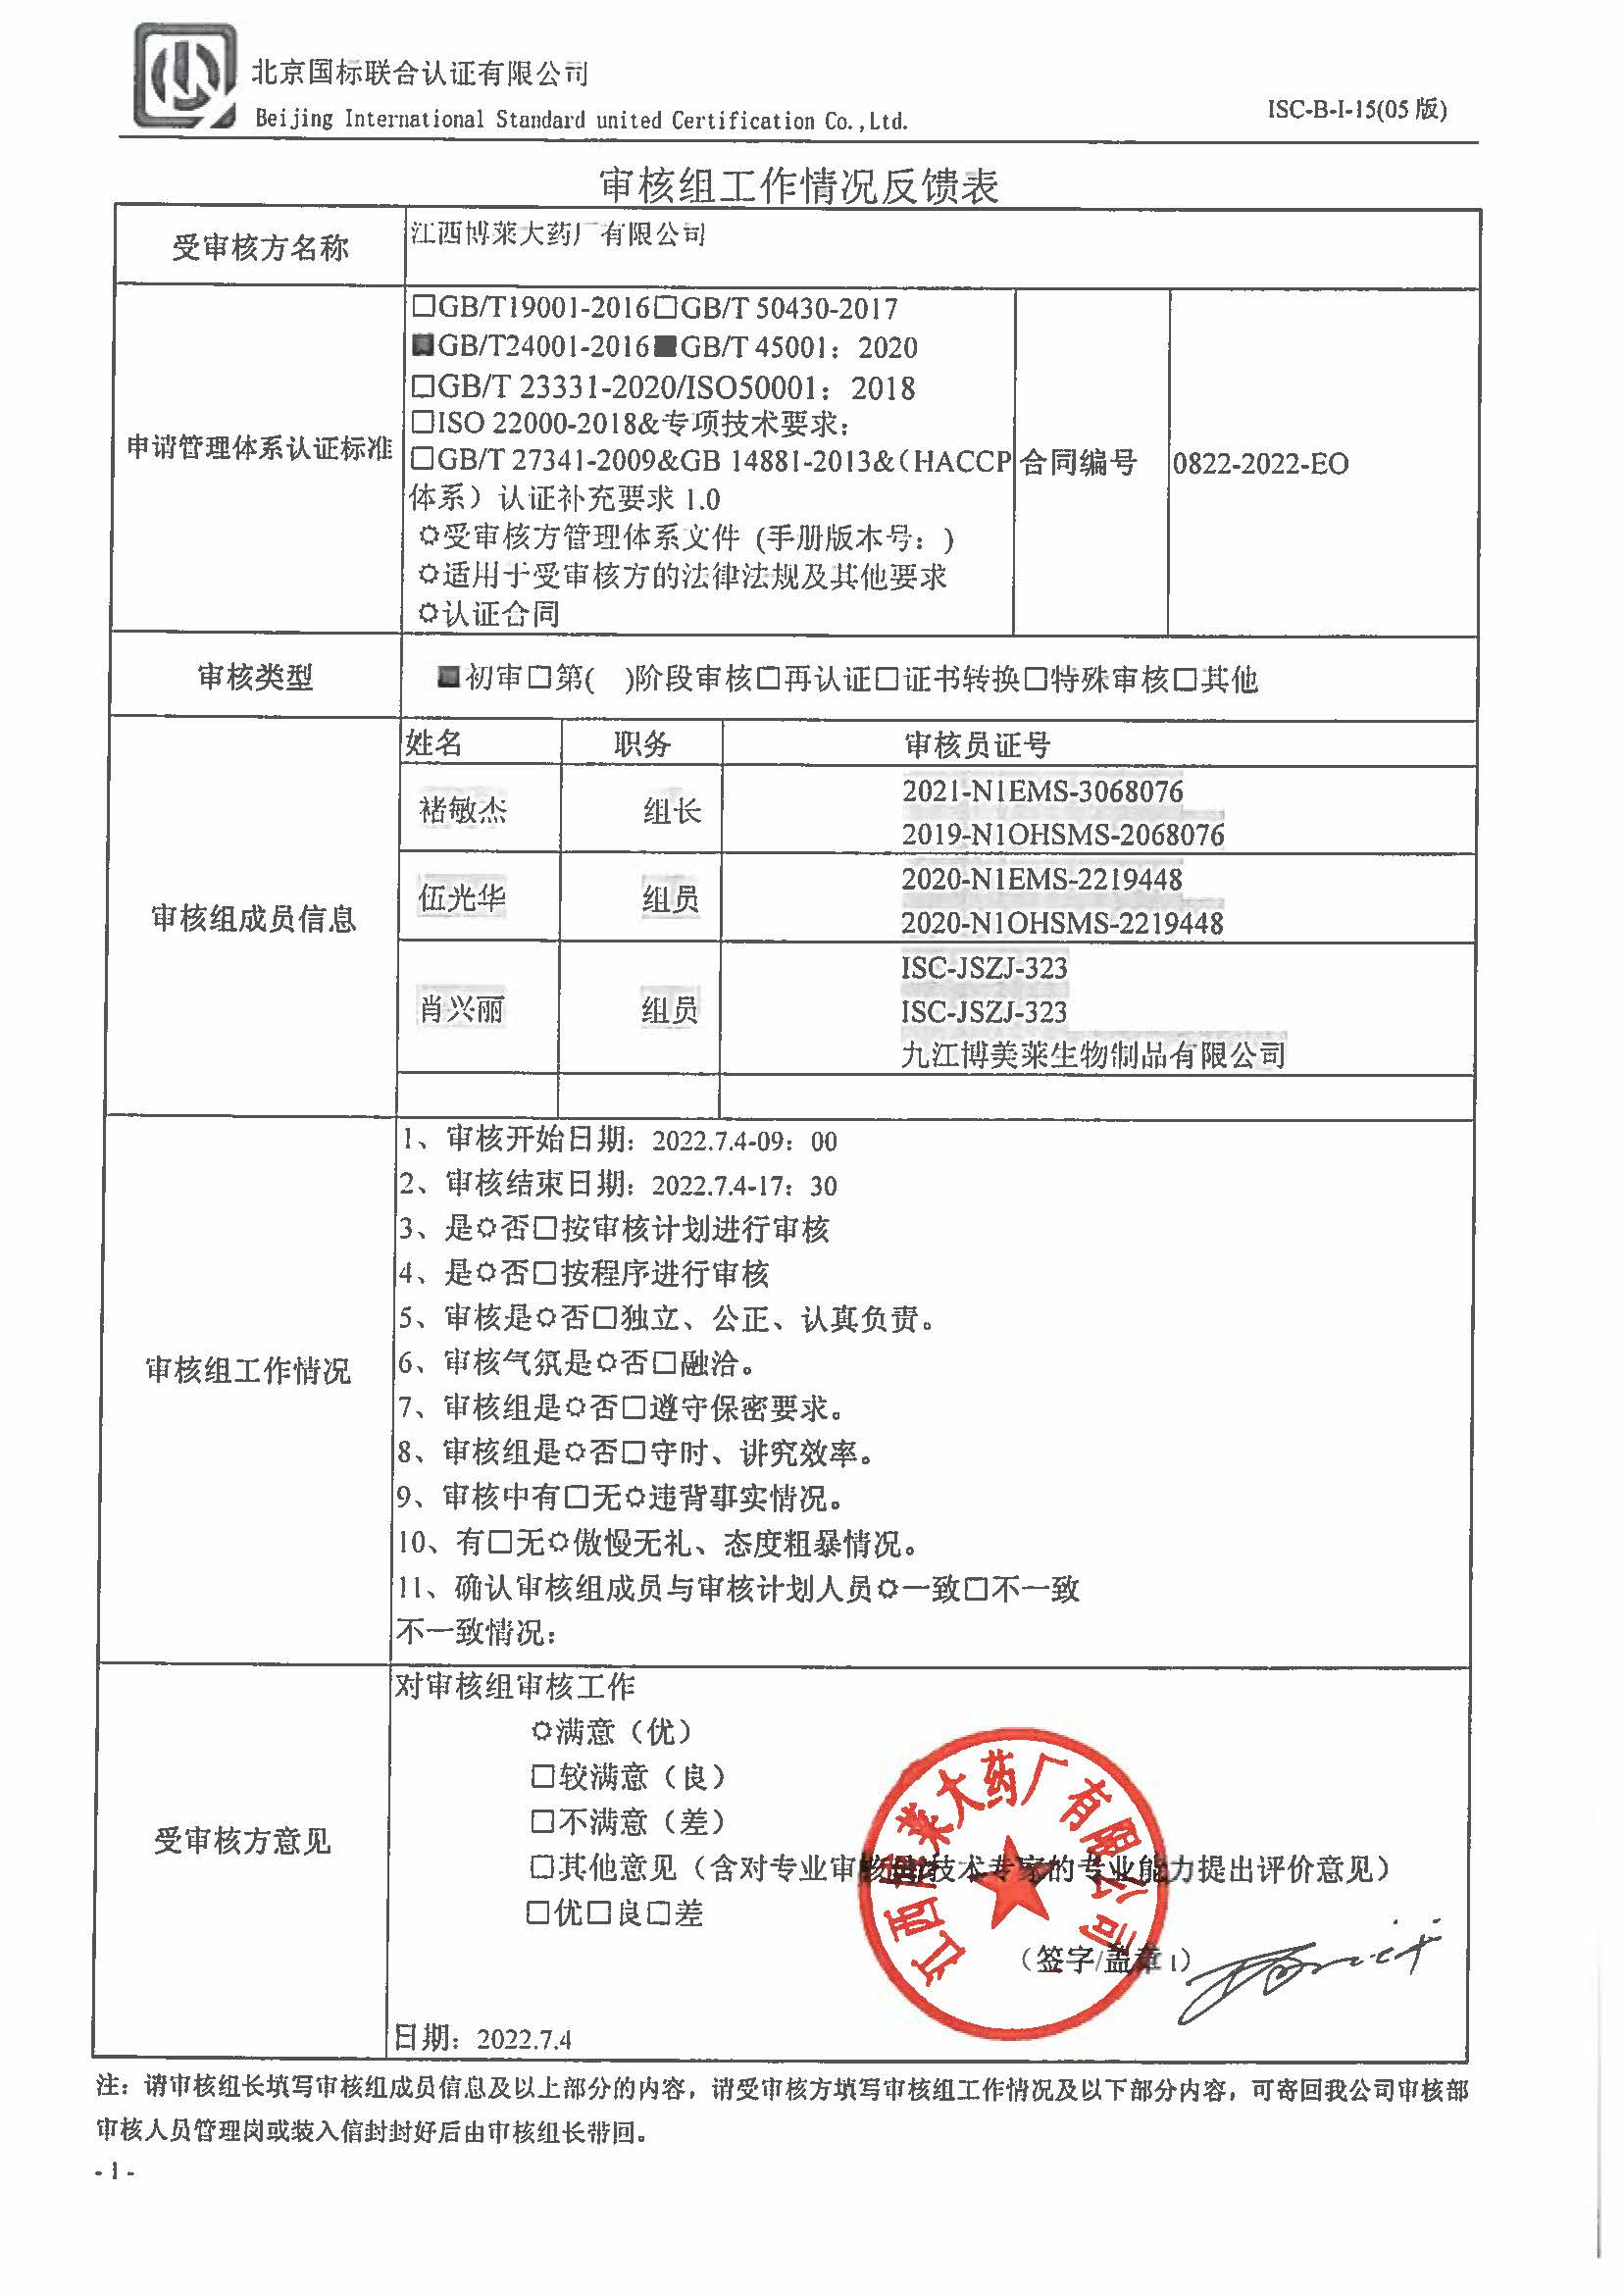 北京国标联合认证有限公司
Beijing International Standard united Certification Co.,Ltd.
ISC-B-I-15(05 版)
审核组工作情况反馈表
受审核方名称
江西博莱大药厂有限公司
申请管理体系认证标准
□GB/T19001-2016□GB/T 50430-2017
■GB/T24001-2016■GB/T 45001：2020
□GB/T 23331-2020/ISO50001：2018
□ISO 22000-2018&专项技术要求；
□GB/T 27341-2009&GB 14881-2013&（HACCP
体系）认证补充要求 1.0
✩受审核方管理体系文件 (手册版本号：)
✩适用于受审核方的法律法规及其他要求
✩认证合同
合同编号
0822-2022-EO
审核类型
■初审□第( )阶段审核□再认证□证书转换□特殊审核□其他
审核组成员信息
姓名 职务 审核员证号
褚敏杰 组长
2021-N1EMS-3068076
2019-N1OHSMS-2068076
伍光华 组员
2020-N1EMS-2219448
2020-N1OHSMS-2219448
肖兴丽 组员
ISC-JSZJ-323
ISC-JSZJ-323
九江博美莱生物制品有限公司
审核组工作情况
1、审核开始日期：2022.7.4-09：00
2、审核结束日期：2022.7.4-17：30
3、是✩否□按审核计划进行审核
4、是✩否□按程序进行审核
5、审核是✩否□独立、公正、认真负责。
6、审核气氛是✩否□融洽。
7、审核组是✩否□遵守保密要求。
8、审核组是✩否□守时、讲究效率。
9、审核中有□无✩违背事实情况。
10、有□无✩傲慢无礼、态度粗暴情况。
11、确认审核组成员与审核计划人员✩一致□不一致
不一致情况：
受审核方意见
对审核组审核工作
✩满意（优）
□较满意（良）
□不满意（差）
□其他意见（含对专业审核 技术专家的专业能力提出评价意见）
□优□良□差
江西博莱大药厂有限公司
（签字/盖章1）
日期：2022.7.4
注：请审核组长填写审核组成员信息及以上部分的内容，请受审核方填写审核组工作情况及以下部分内容，可寄回我公司审核部
审核人员管理岗或装入信封封好后由审核组长带回。
- 1 -